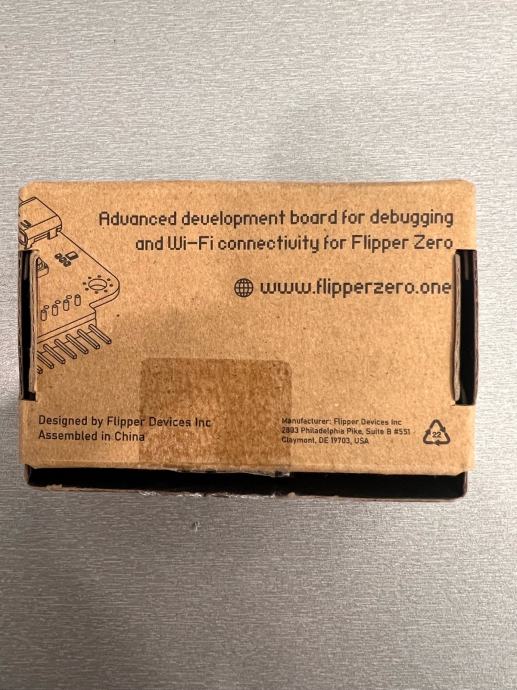 Advanced development board for debugging
and Wi-Fi connectivity for Flipper Zero
www.flipperzero.one
Designed by Flipper Devices Inc
Assembled in China
Manufacturer: Flipper Devices Inc
2803 Philadelphia Pike, Suite B #551
Claymont, DE 19703, USA
22